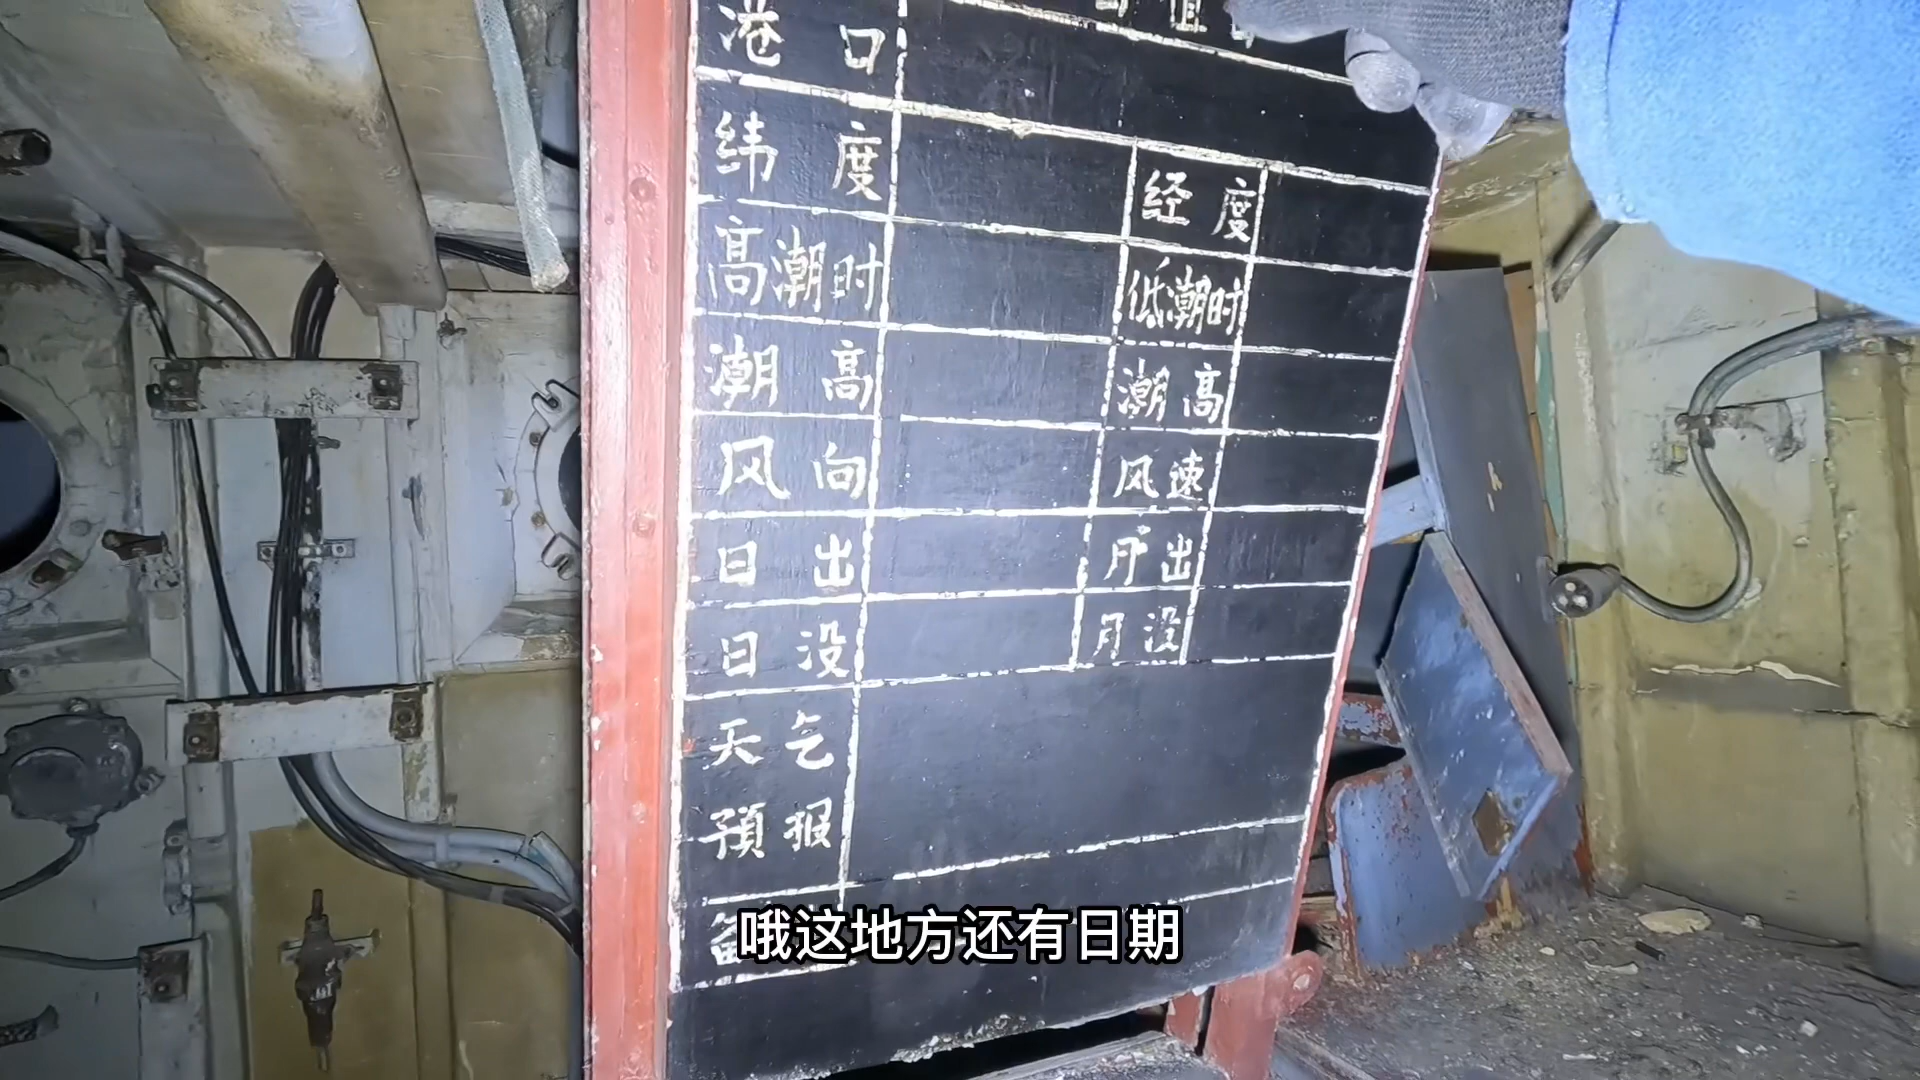 港 口
纬 度 经 度
高潮时 低潮时
潮 高 潮 高
风 向 风 速
日 出 月 出
日 没 月 没
天 气
預 报
哦这地方还有日期